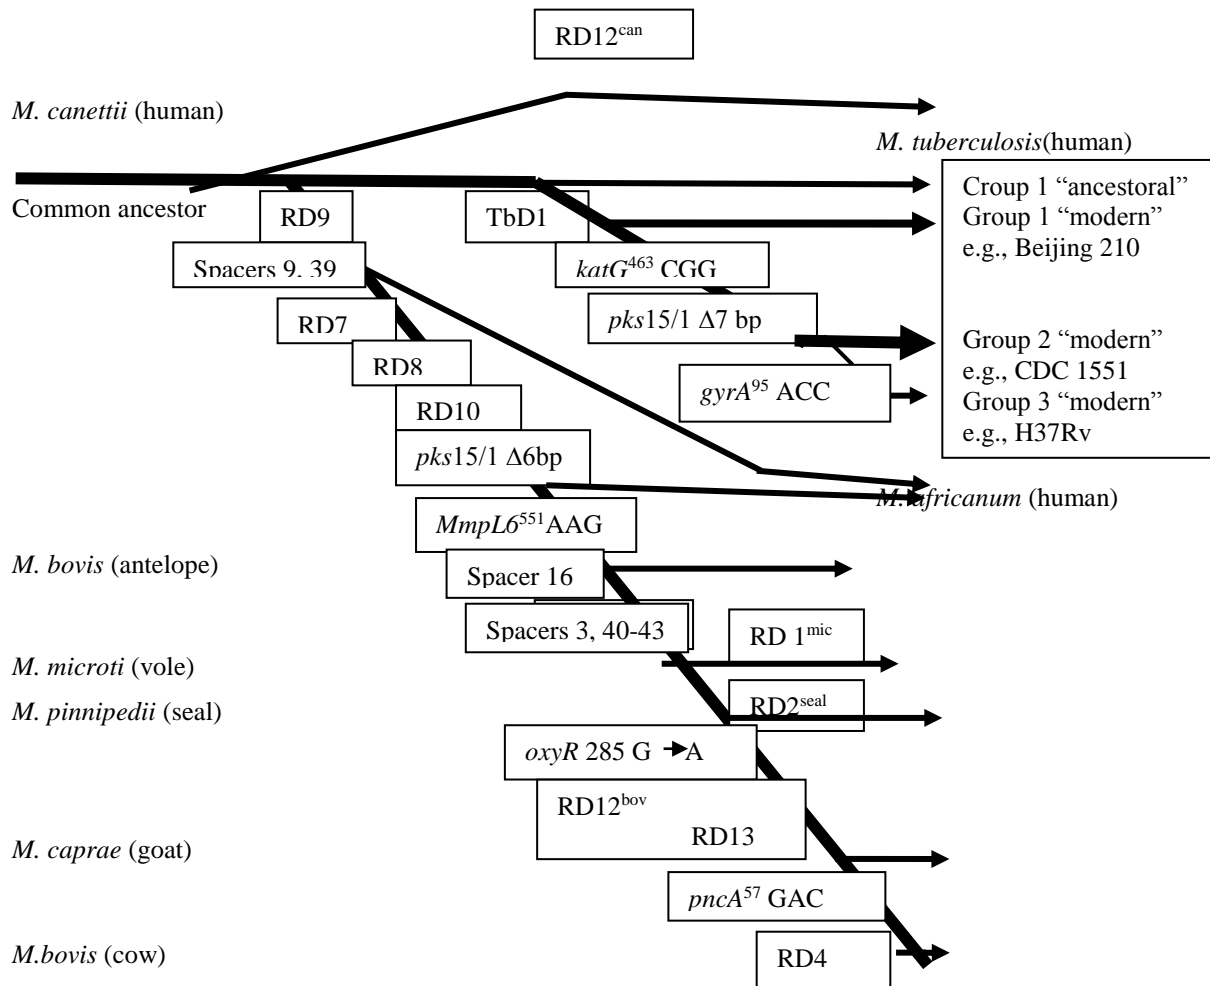 RD12can
M. canettii (human)
M. tuberculosis(human)
Common ancestor
RD9
TbD1
Croup 1 “ancestoral”
Group 1 “modern”
e.g., Beijing 210
Spacers 9, 39
katG463 CGG
RD7
pks15/1 Δ7 bp
RD8
Group 2 “modern”
e.g., CDC 1551
gyrA95 ACC
Group 3 “modern”
e.g., H37Rv
RD10
pks15/1 Δ6bp
M. africanum (human)
MmpL6551AAG
M. bovis (antelope)
Spacer 16
Spacers 3, 40-43
RD 1mic
M. microti (vole)
M. pinnipedii (seal)
RD2seal
oxyR 285 G → A
RD12bov
RD13
M. caprae (goat)
pncA57 GAC
M.bovis (cow)
RD4